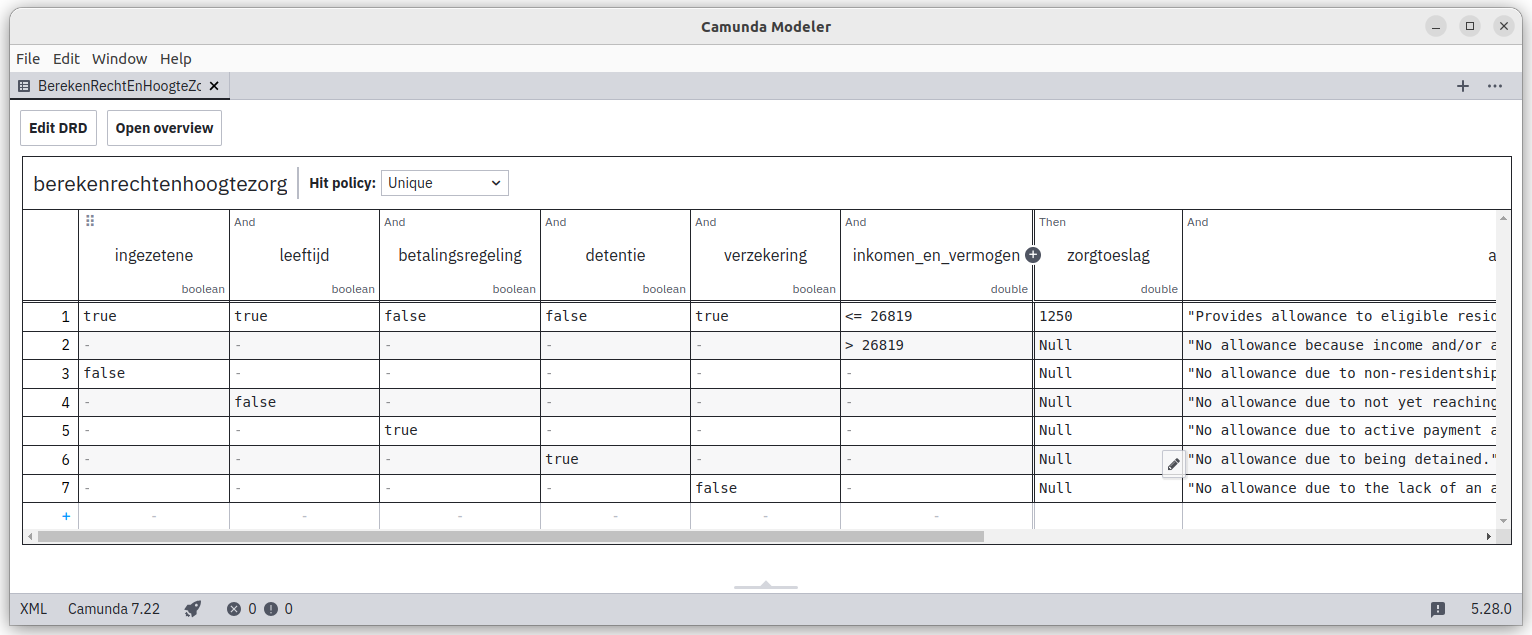 Camunda Modeler
File Edit Window Help
BerekenRechtEnHoogteZo
Edit DRD Open overview
berekenrechtenhoogtezorg Hit policy: Unique
And And And And And Then And
ingezetene leeftijd betalingsregeling detentie verzekering inkomen_en_vermogen zorgtoeslag a
boolean boolean boolean boolean boolean double double
1 true true false false true <= 26819 1250 "Provides allowance to eligible resid
2 - - - - - > 26819 Null "No allowance because income and/or a
3 false - - - - - Null "No allowance due to non-residentship
4 - false - - - - Null "No allowance due to not yet reaching
5 - - true - - - Null "No allowance due to active payment a
6 - - - true - - Null "No allowance due to being detained."
7 - - - - false - Null "No allowance due to the lack of an a
+ - - - - - -
XML Camunda 7.22 0 0 5.28.0